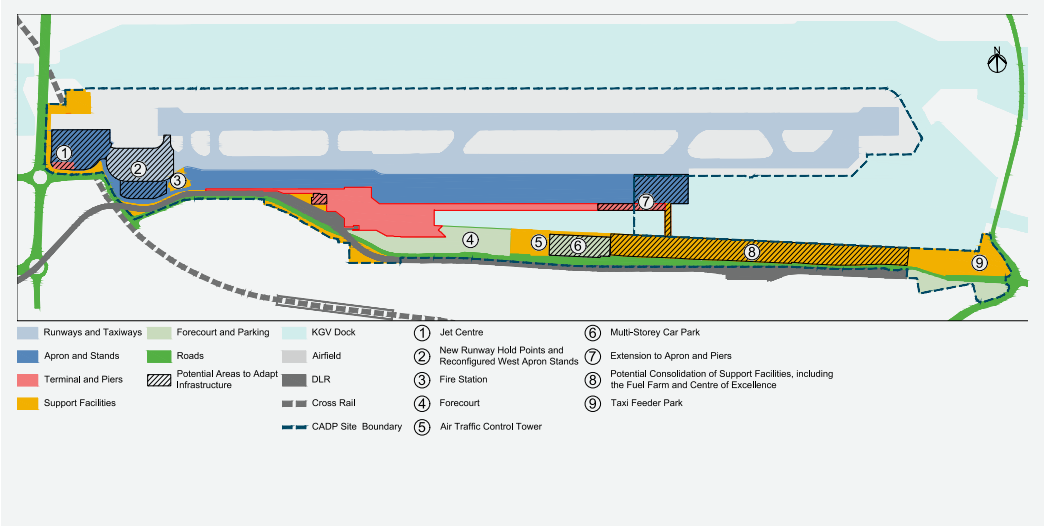 N
1
2
3
4
5
6
7
8
9
Runways and Taxiways
Apron and Stands
Terminal and Piers
Support Facilities
Forecourt and Parking
Roads
Potential Areas to Adapt
Infrastructure
KGV Dock
Airfield
DLR
Cross Rail
CADP Site Boundary
1 Jet Centre
2 New Runway Hold Points and
Reconfigured West Apron Stands
3 Fire Station
4 Forecourt
5 Air Traffic Control Tower
6 Multi-Storey Car Park
7 Extension to Apron and Piers
8 Potential Consolidation of Support Facilities, including
the Fuel Farm and Centre of Excellence
9 Taxi Feeder Park